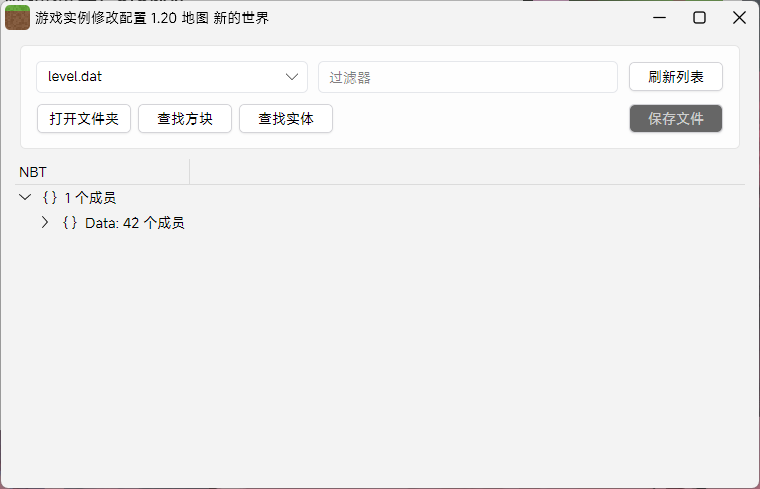 游戏实例修改配置 1.20 地图 新的世界
level.dat
过滤器
刷新列表
打开文件夹
查找方块
查找实体
保存文件
NBT
{ } 1 个成员
{ } Data: 42 个成员